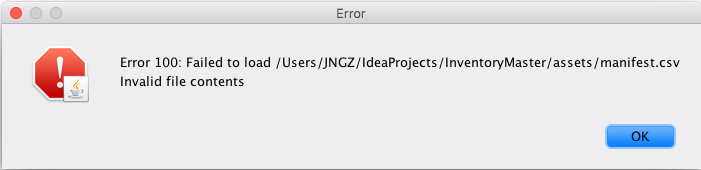 Error
Error 100: Failed to load /Users/JNGZ/IdeaProjects/InventoryMaster/assets/manifest.csv
Invalid file contents
OK